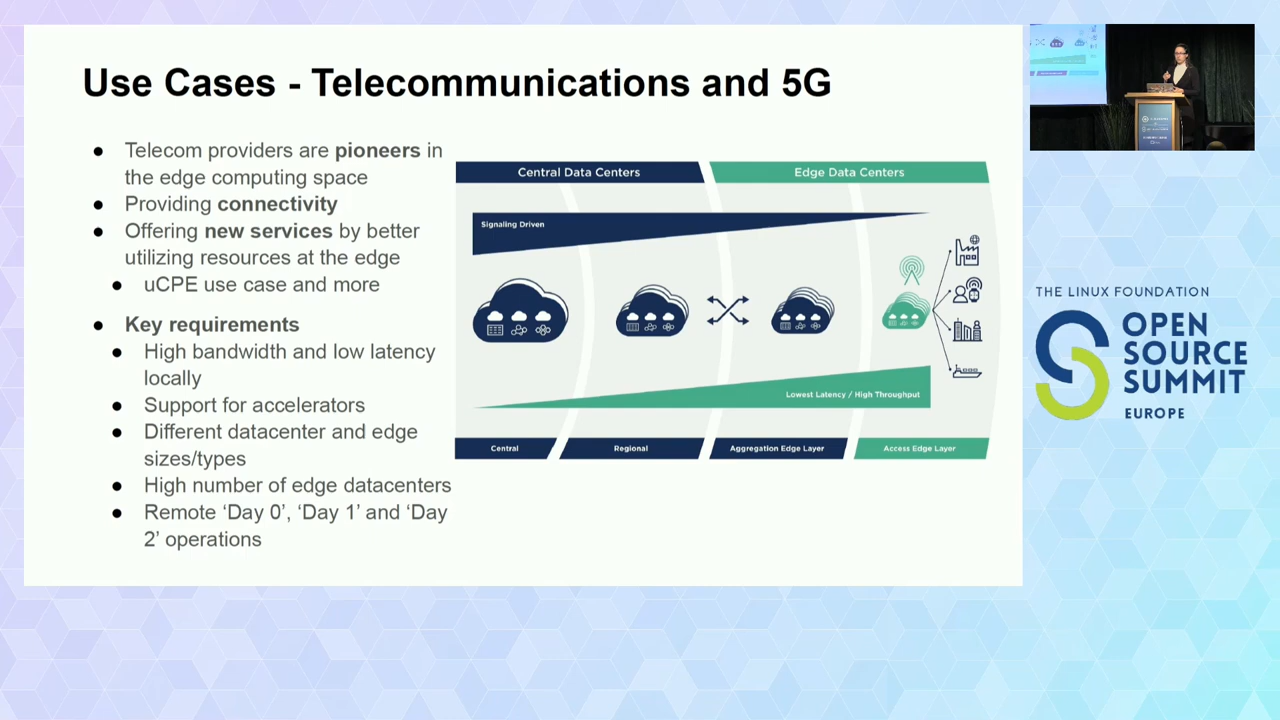 Use Cases - Telecommunications and 5G
● Telecom providers are pioneers in
the edge computing space
● Providing connectivity
● Offering new services by better
utilizing resources at the edge
● uCPE use case and more
● Key requirements
● High bandwidth and low latency
locally
● Support for accelerators
● Different datacenter and edge
sizes/types
● High number of edge datacenters
● Remote ‘Day 0’, ‘Day 1’ and ‘Day
2’ operations
Central Data Centers
Edge Data Centers
Signaling Driven
Lowest Latency / High Throughput
Central
Regional
Aggregation Edge Layer
Access Edge Layer
THE LINUX FOUNDATION
OPEN
SOURCE
SUMMIT
EUROPE